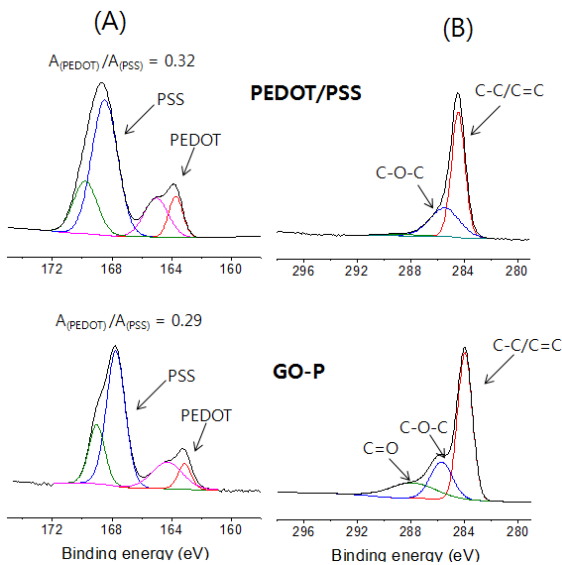 (A)
(B)
A(PEDOT)/A(PSS) = 0.32
PSS
PEDOT
PEDOT/PSS
C-C/C=C
C-O-C
172 168 164 160
296 292 288 284 280
A(PEDOT)/A(PSS) = 0.29
PSS
PEDOT
GO-P
C-C/C=C
C-O-C
C=O
172 168 164 160
296 292 288 284 280
Binding energy (eV)
Binding energy (eV)